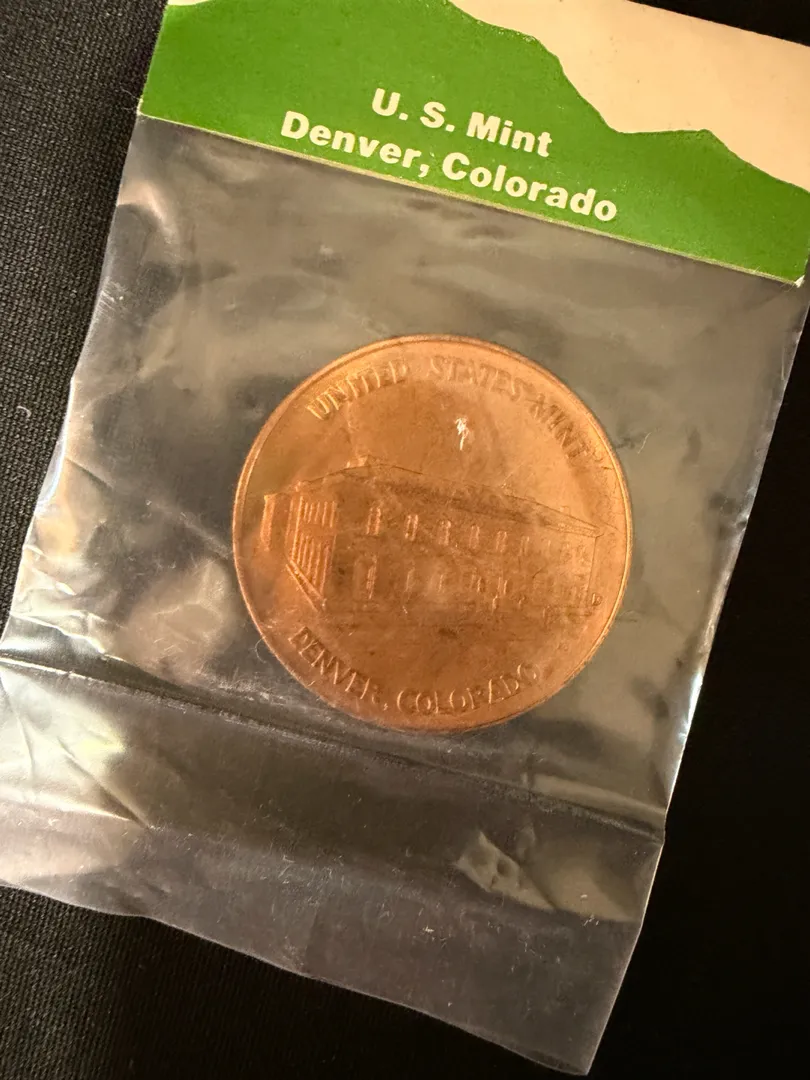 U. S. Mint
Denver, Colorado
UNITED STATES MINT
DENVER, COLORADO